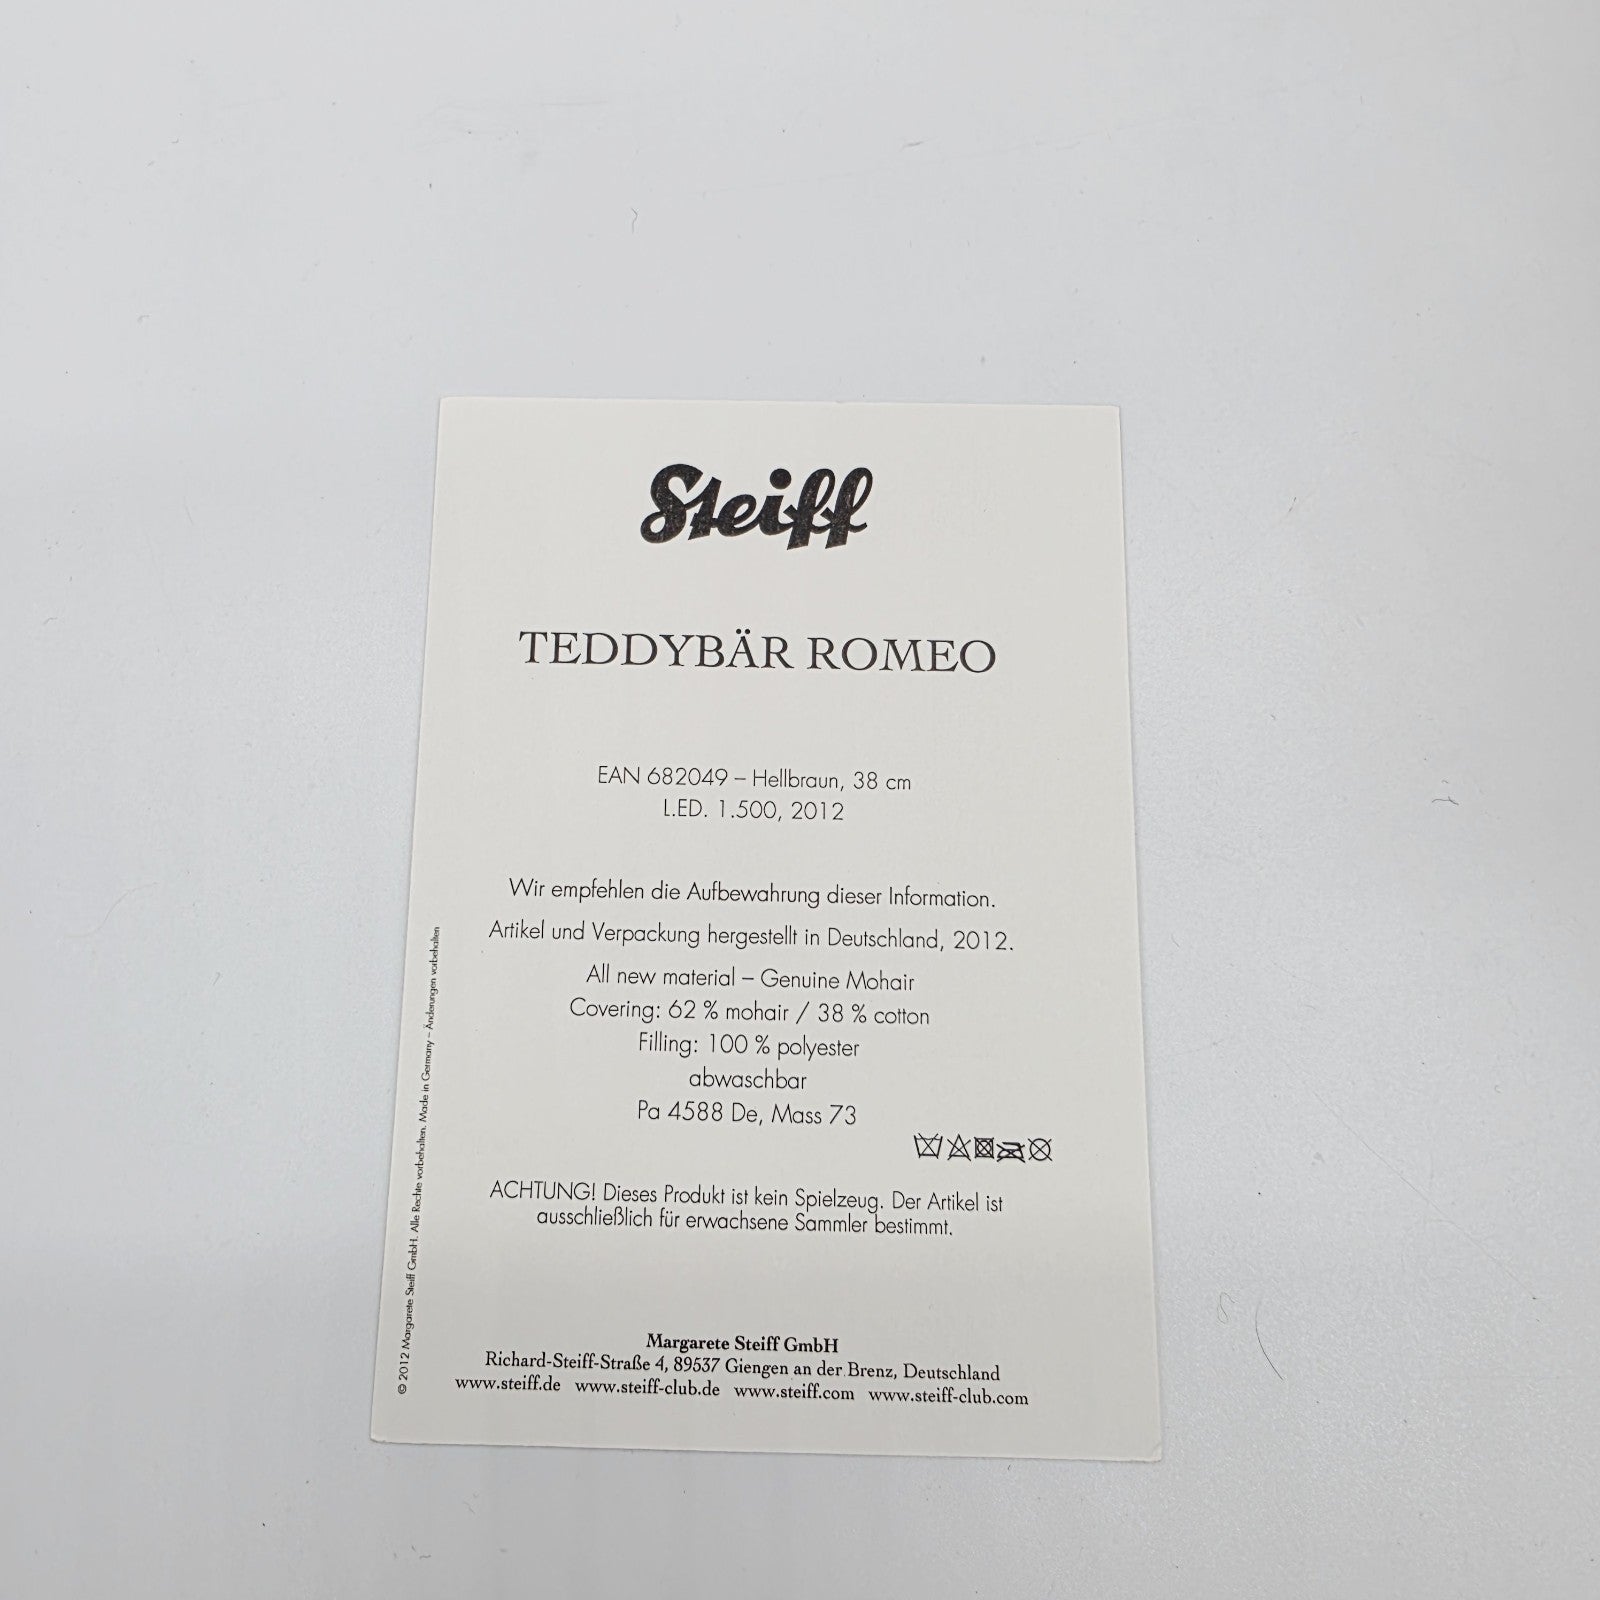 Steiff
TEDDYBÄR ROMEO
EAN 682049 – Hellbraun, 38 cm
L.ED. 1.500, 2012
Wir empfehlen die Aufbewahrung dieser Information.
Artikel und Verpackung hergestellt in Deutschland, 2012.
All new material – Genuine Mohair
Covering: 62 % mohair / 38 % cotton
Filling: 100 % polyester
abwaschbar
Pa 4588 De, Mass 73
ACHTUNG! Dieses Produkt ist kein Spielzeug. Der Artikel ist
ausschließlich für erwachsene Sammler bestimmt.
Margarete Steiff GmbH
Richard-Steiff-Straße 4, 89537 Giengen an der Brenz, Deutschland
www.steiff.de www.steiff-club.de www.steiff.com www.steiff-club.com
© 2012 Margarete Steiff GmbH. Alle Rechte vorbehalten. Made in Germany – Änderungen vorbehalten